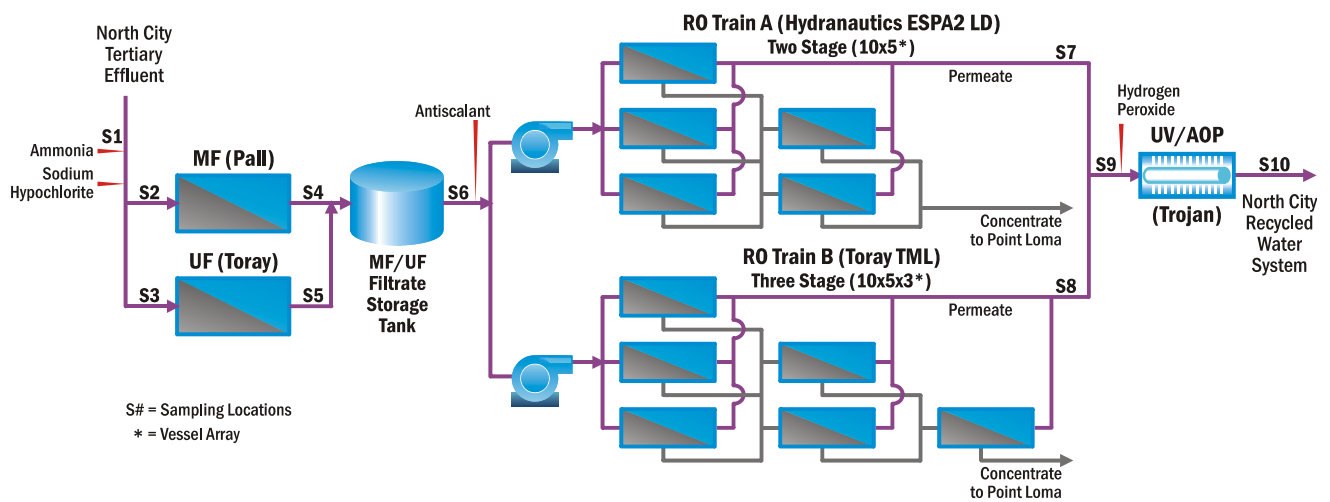 North City
Tertiary
Effluent
S1
Ammonia
Sodium
Hypochlorite
S2
MF (Pall)
S4
S3
UF (Toray)
S5
MF/UF
Filtrate
Storage
Tank
Antiscalant
S6
RO Train A (Hydranautics ESPA2 LD)
Two Stage (10x5*)
S7
Permeate
Concentrate
to Point Loma
RO Train B (Toray TML)
Three Stage (10x5x3*)
S8
Permeate
Concentrate
to Point Loma
Hydrogen
Peroxide
S9
UV/AOP
(Trojan)
S10
North City
Recycled
Water
System
S# = Sampling Locations
* = Vessel Array